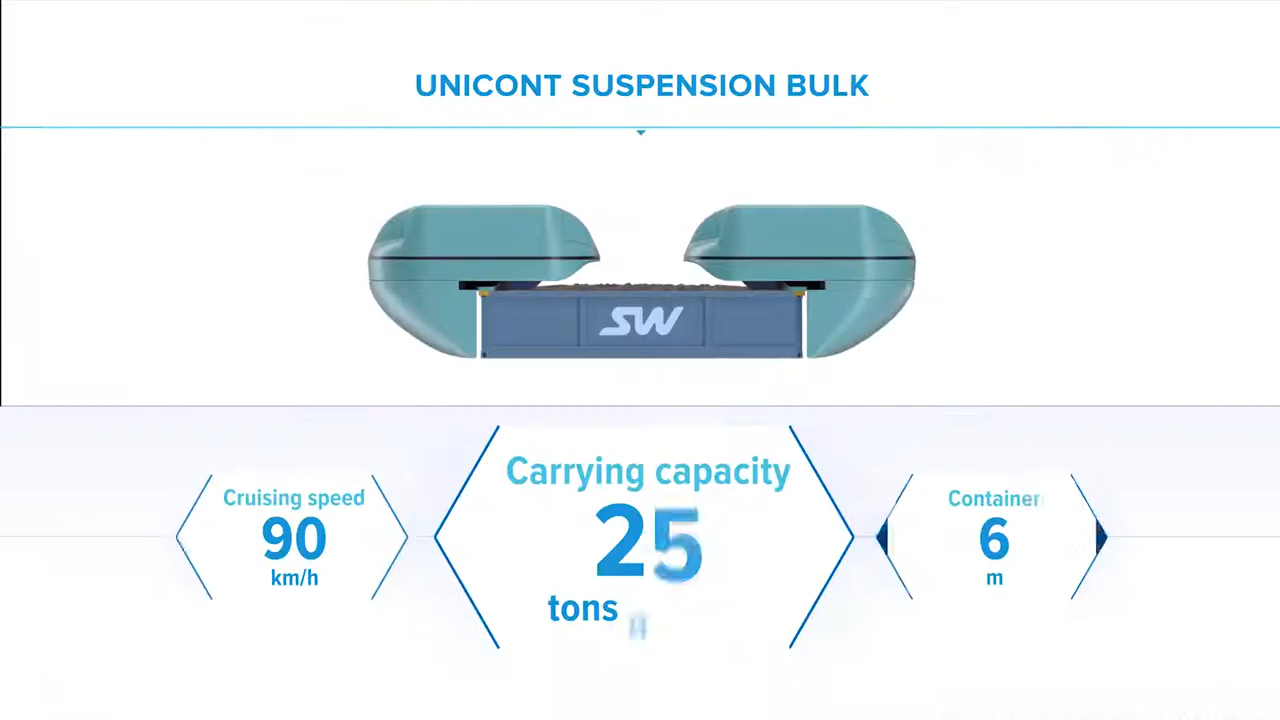 UNICONT SUSPENSION BULK
SW
Cruising speed
90
km/h
Carrying capacity
25
tons
Container
6
m